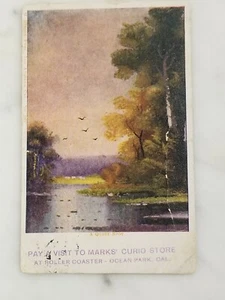 PAY A VISIT TO MARKS' CURIO STORE
AT ROLLER COASTER - OCEAN PARK, CAL.